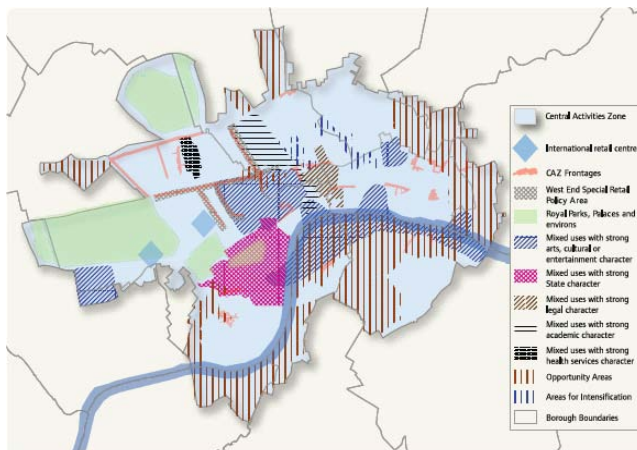 Central Activities Zone
International retail centre
CAZ Frontages
West End Special Retail
Policy Area
Royal Parks, Palaces and
environs
Mixed uses with strong
arts, cultural or
entertainment character
Mixed uses with strong
State character
Mixed uses with strong
legal character
Mixed uses with strong
academic character
Mixed uses with strong
health services character
Opportunity Areas
Areas for Intensification
Borough Boundaries